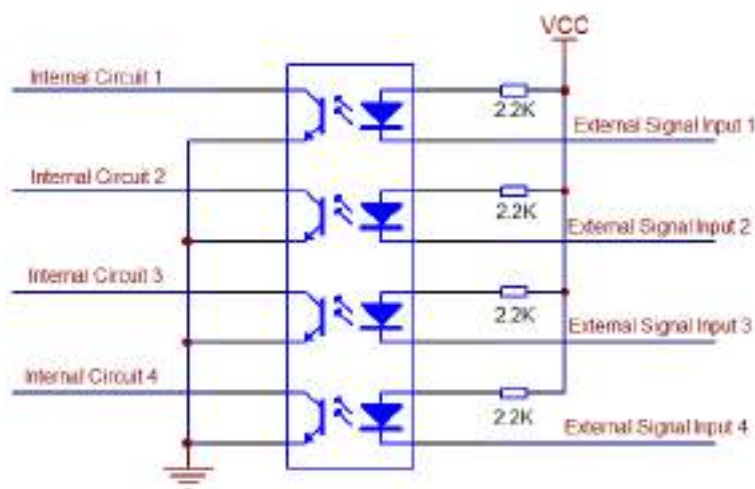 VCC
Internal Circuit 1
2.2K
External Signal Input 1
Internal Circuit 2
2.2K
External Signal Input 2
Internal Circuit 3
2.2K
External Signal Input 3
Internal Circuit 4
2.2K
External Signal Input 4